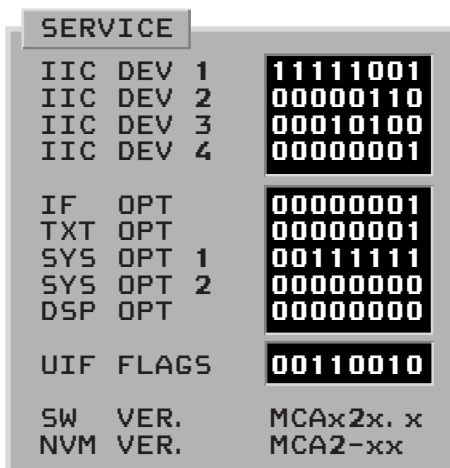 SERVICE
IIC DEV 1 11111001
IIC DEV 2 00000110
IIC DEV 3 00010100
IIC DEV 4 00000001
IF OPT 00000001
TXT OPT 00000001
SYS OPT 1 00111111
SYS OPT 2 00000000
DSP OPT 00000000
UIF FLAGS 00110010
SW VER. MCAx2x. x
NVM VER. MCA2-xx